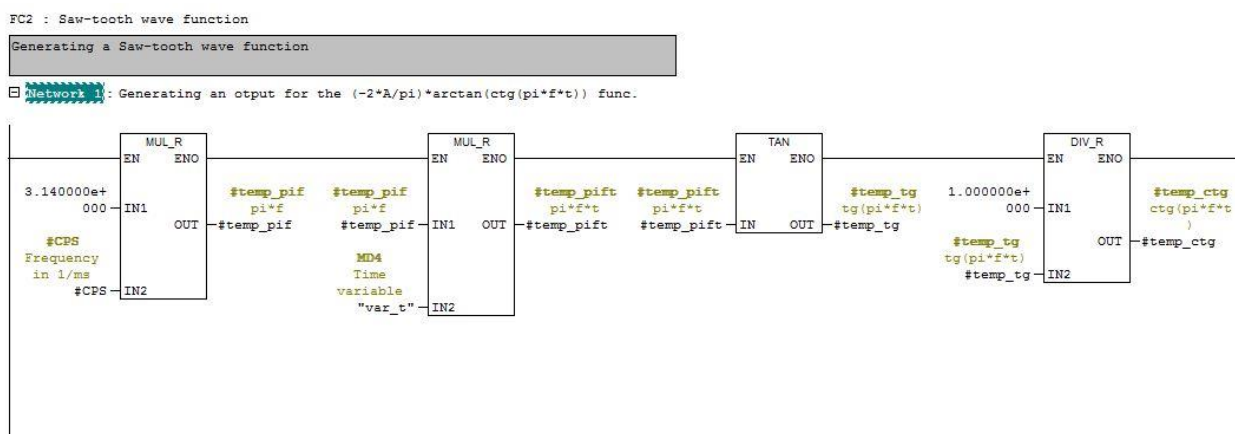 FC2 : Saw-tooth wave function
Generating a Saw-tooth wave function
Network 1: Generating an otput for the (-2*A/pi)*arctan(ctg(pi*f*t)) func.
MUL_R
EN ENO
3.140000e+
000
IN1
#CPS
Frequency
in 1/ms
#CPS
IN2
OUT
#temp_pif
pi*f
#temp_pif
MUL_R
EN ENO
#temp_pif
pi*f
#temp_pif
IN1
MD4
Time
variable
"var_t"
IN2
OUT
#temp_pift
pi*f*t
#temp_pift
TAN
EN ENO
#temp_pift
pi*f*t
#temp_pift
IN OUT
#temp_tg
tg(pi*f*t)
#temp_tg
DIV_R
EN ENO
1.000000e+
000
IN1
#temp_tg
tg(pi*f*t)
#temp_tg
IN2
OUT
#temp_ctg
ctg(pi*f*t
)
#temp_ctg